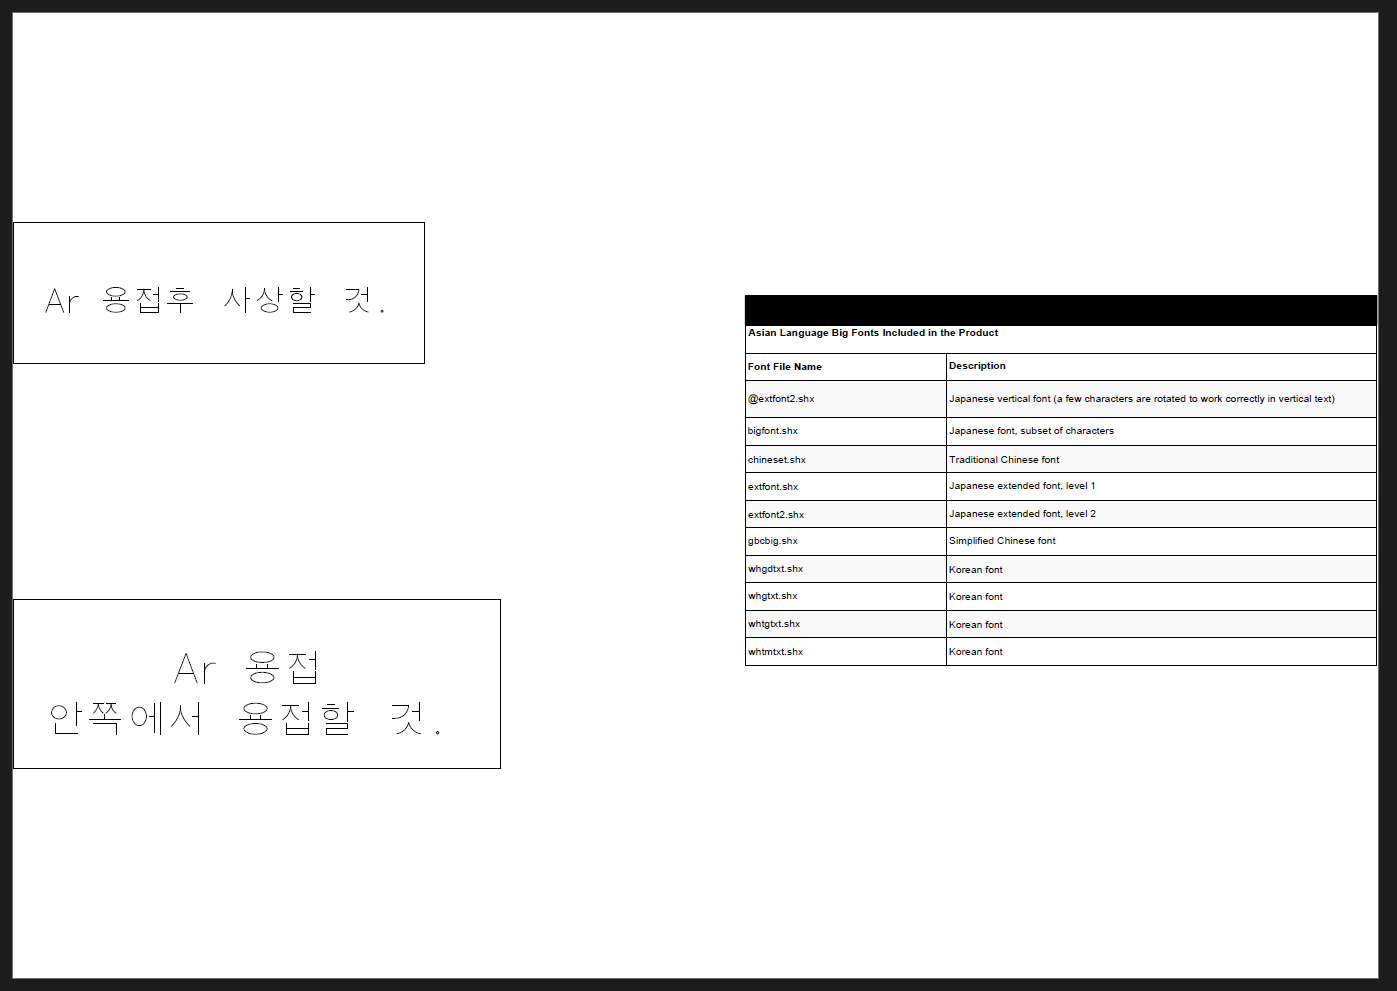 Ar 용접후 사상할 것.
Ar 용접
안쪽에서 용접할 것.
Asian Language Big Fonts Included in the Product
Font File Name Description
@extfont2.shx Japanese vertical font (a few characters are rotated to work correctly in vertical text)
bigfont.shx Japanese font, subset of characters
chineset.shx Traditional Chinese font
extfont.shx Japanese extended font, level 1
extfont2.shx Japanese extended font, level 2
gbcbig.shx Simplified Chinese font
whgdtxt.shx Korean font
whgtxt.shx Korean font
whtgtxt.shx Korean font
whtmtxt.shx Korean font